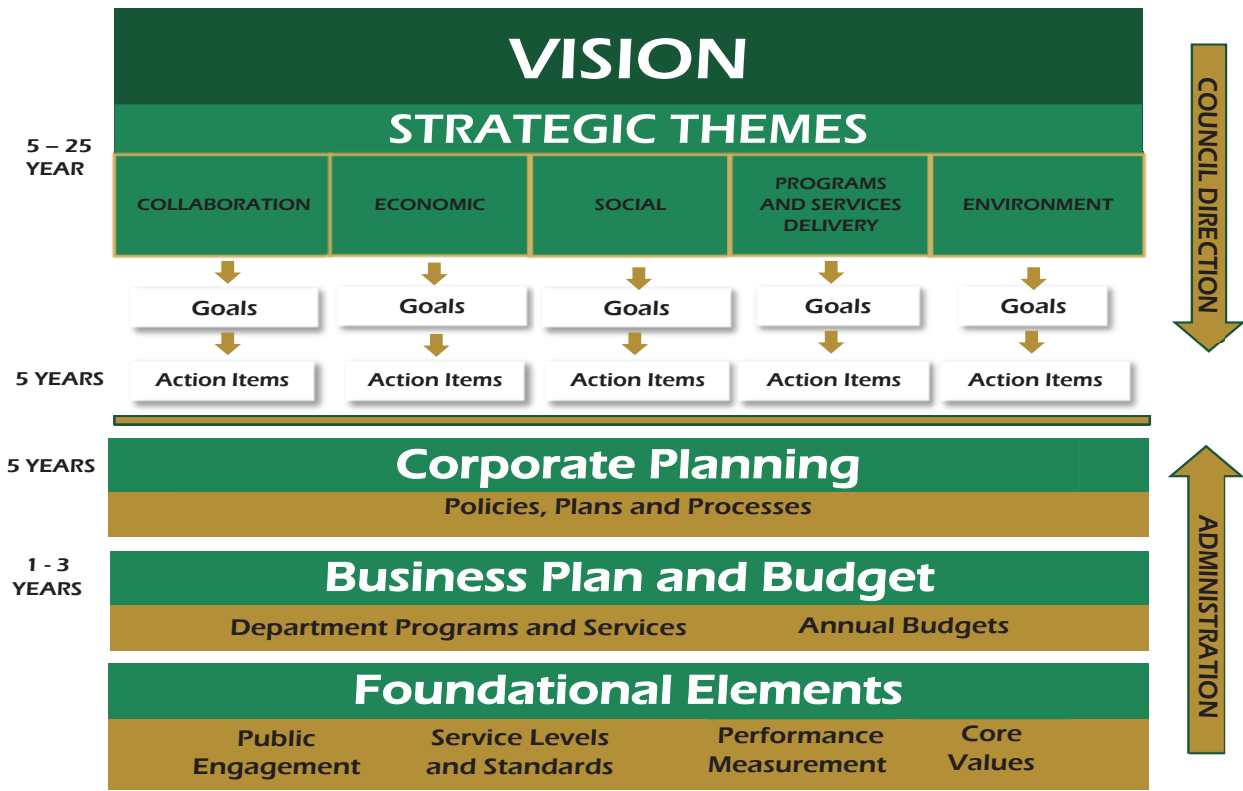 VISION
STRATEGIC THEMES
5 – 25
YEAR
COLLABORATION
ECONOMIC
SOCIAL
PROGRAMS
AND SERVICES
DELIVERY
ENVIRONMENT
Goals
Goals
Goals
Goals
Goals
5 YEARS
Action Items
Action Items
Action Items
Action Items
Action Items
COUNCIL DIRECTION
5 YEARS
Corporate Planning
Policies, Plans and Processes
1 - 3
YEARS
Business Plan and Budget
Department Programs and Services
Annual Budgets
Foundational Elements
Public
Engagement
Service Levels
and Standards
Performance
Measurement
Core
Values
ADMINISTRATION